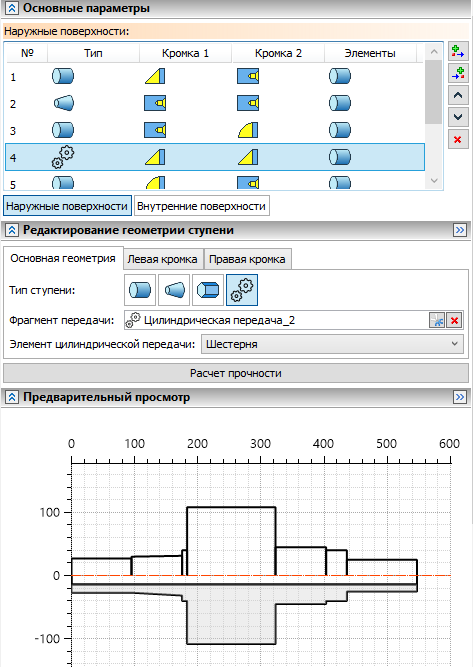 Основные параметры
Наружные поверхности:
№ Тип Кромка 1 Кромка 2 Элементы
1
2
3
4
5
Наружные поверхности Внутренние поверхности
Редактирование геометрии ступени
Основная геометрия Левая кромка Правая кромка
Тип ступени:
Фрагмент передачи: Цилиндрическая передача_2
Элемент цилиндрической передачи: Шестерня
Расчет прочности
Предварительный просмотр
0 100 200 300 400 500 600
100
0
-100